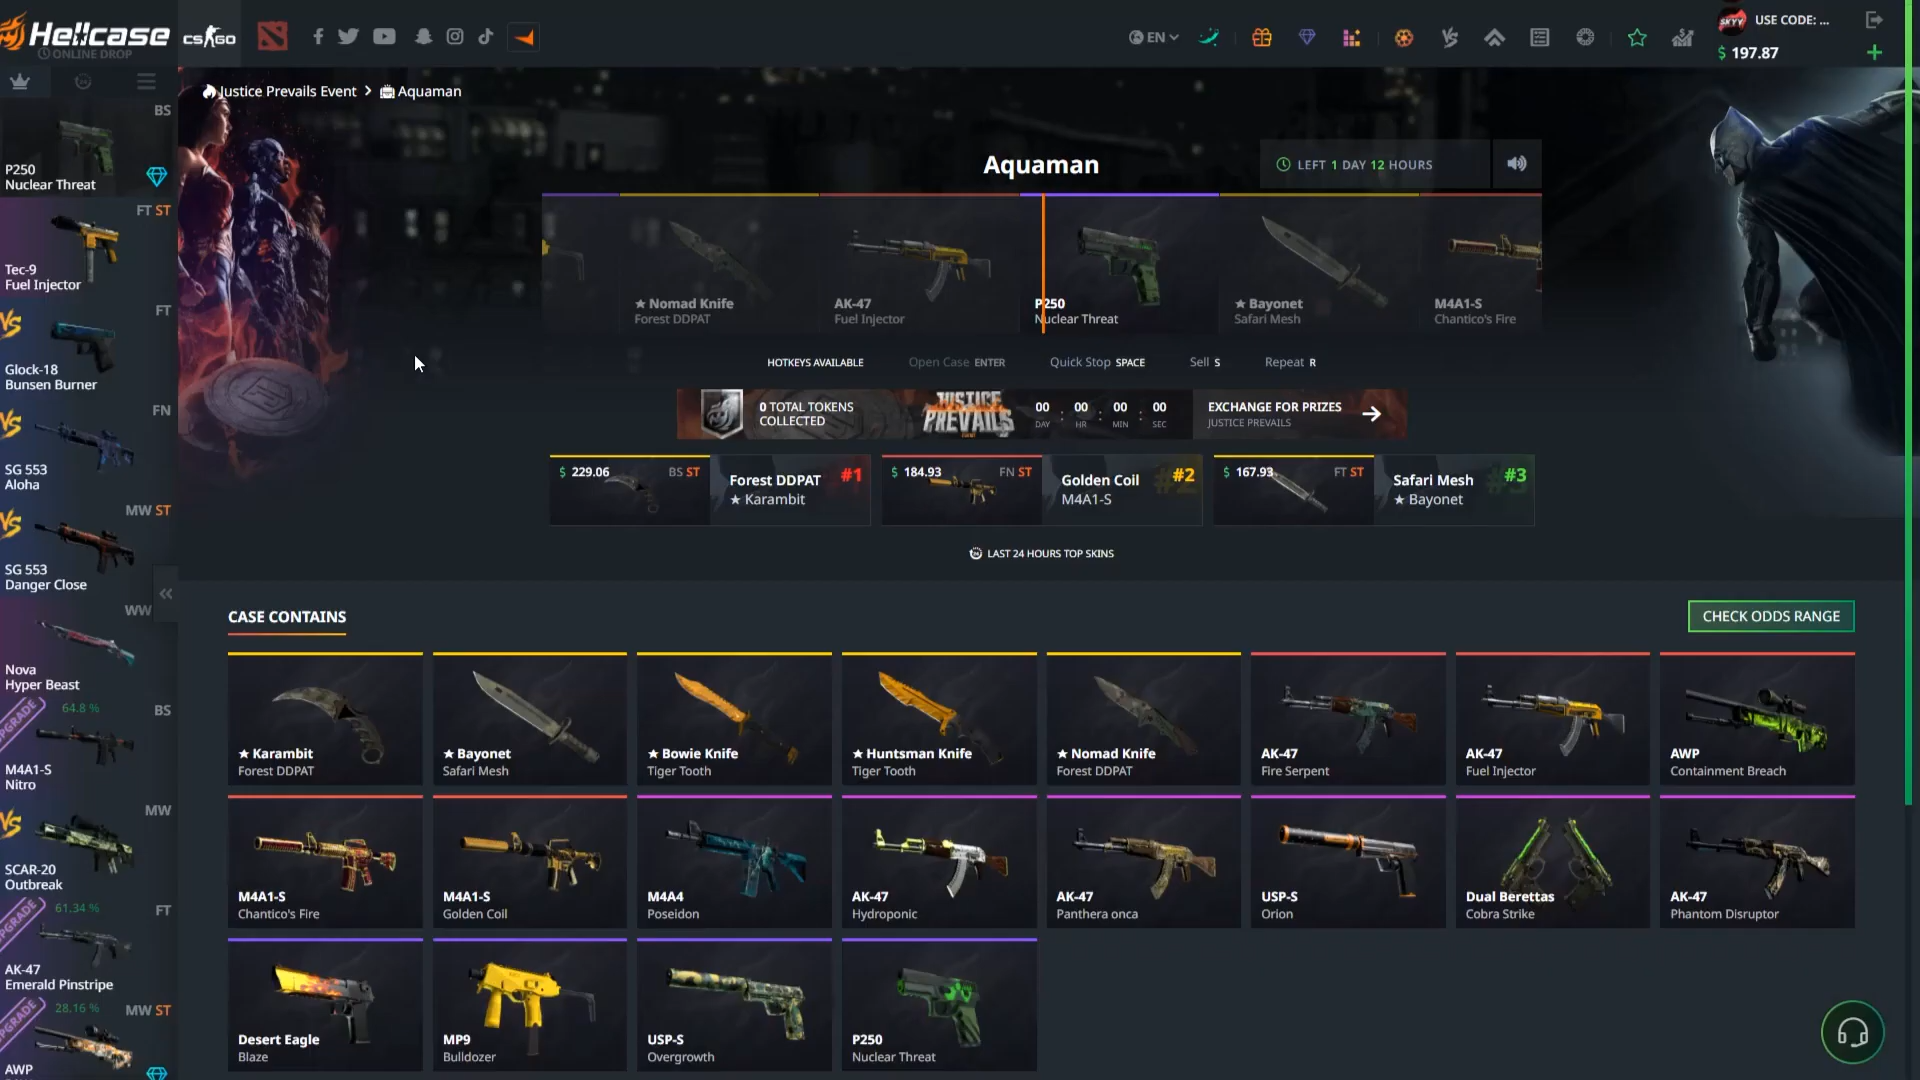 Hellcase
ONLINE DROP
CS GO
EN
USE CODE: ...
$ 197.87
BS
P250
Nuclear Threat
FT ST
Tec-9
Fuel Injector
FT
VS
Glock-18
Bunsen Burner
FN
VS
SG 553
Aloha
MW ST
VS
SG 553
Danger Close
WW
Nova
Hyper Beast
64.8 %
BS
UPGRADE
M4A1-S
Nitro
MW
VS
SCAR-20
Outbreak
61.34 %
FT
UPGRADE
AK-47
Emerald Pinstripe
28.16 %
MW ST
UPGRADE
AWP
Justice Prevails Event > Aquaman
Aquaman
LEFT 1 DAY 12 HOURS
★ Nomad Knife
Forest DDPAT
AK-47
Fuel Injector
P250
Nuclear Threat
★ Bayonet
Safari Mesh
M4A1-S
Chantico's Fire
HOTKEYS AVAILABLE
Open Case ENTER
Quick Stop SPACE
Sell S
Repeat R
0 TOTAL TOKENS
COLLECTED
JUSTICE
PREVAILS
00 : 00 : 00 : 00
DAY HR MIN SEC
EXCHANGE FOR PRIZES
JUSTICE PREVAILS
$ 229.06
BS ST
Forest DDPAT
★ Karambit
#1
$ 184.93
FN ST
Golden Coil
M4A1-S
#2
$ 167.93
FT ST
Safari Mesh
★ Bayonet
#3
LAST 24 HOURS TOP SKINS
CASE CONTAINS
CHECK ODDS RANGE
★ Karambit
Forest DDPAT
★ Bayonet
Safari Mesh
★ Bowie Knife
Tiger Tooth
★ Huntsman Knife
Tiger Tooth
★ Nomad Knife
Forest DDPAT
AK-47
Fire Serpent
AK-47
Fuel Injector
AWP
Containment Breach
M4A1-S
Chantico's Fire
M4A1-S
Golden Coil
M4A4
Poseidon
AK-47
Hydroponic
AK-47
Panthera onca
USP-S
Orion
Dual Berettas
Cobra Strike
AK-47
Phantom Disruptor
Desert Eagle
Blaze
MP9
Bulldozer
USP-S
Overgrowth
P250
Nuclear Threat